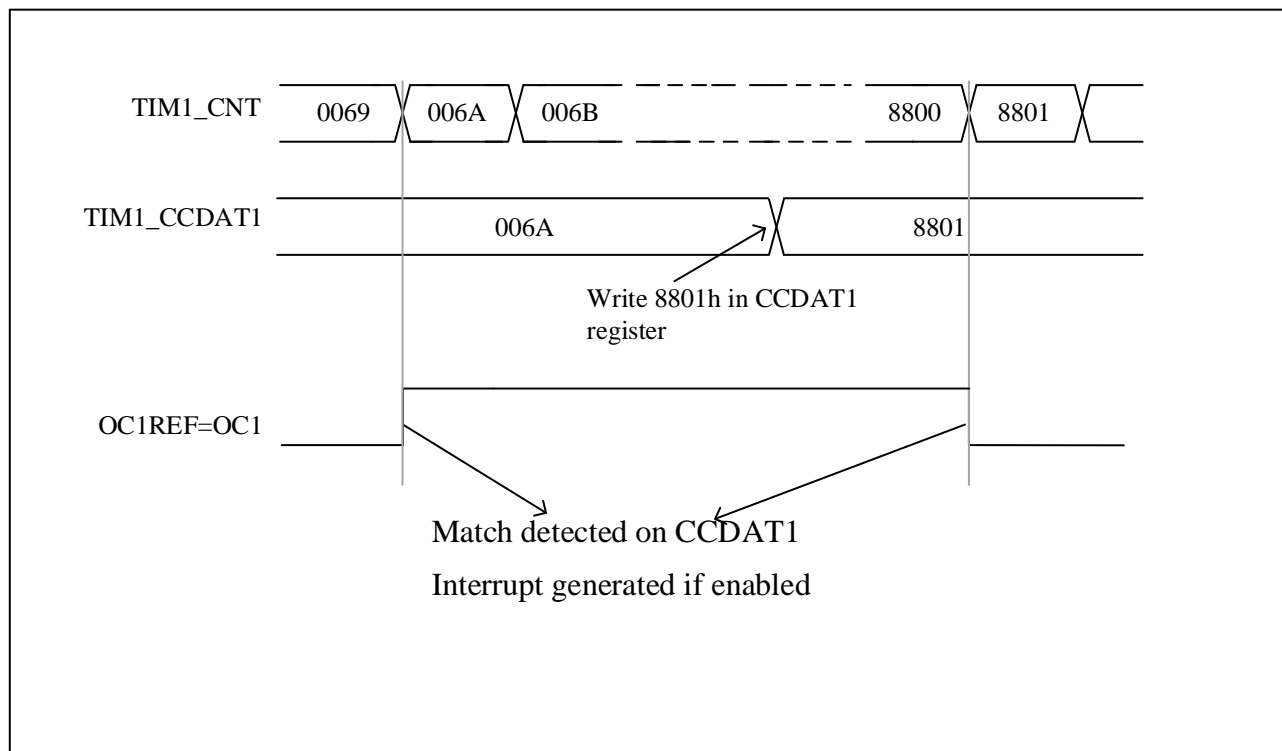 TIM1_CNT
0069
006A
006B
8800
8801
TIM1_CCDAT1
006A
8801
Write 8801h in CCDAT1
register
OC1REF=OC1
Match detected on CCDAT1
Interrupt generated if enabled